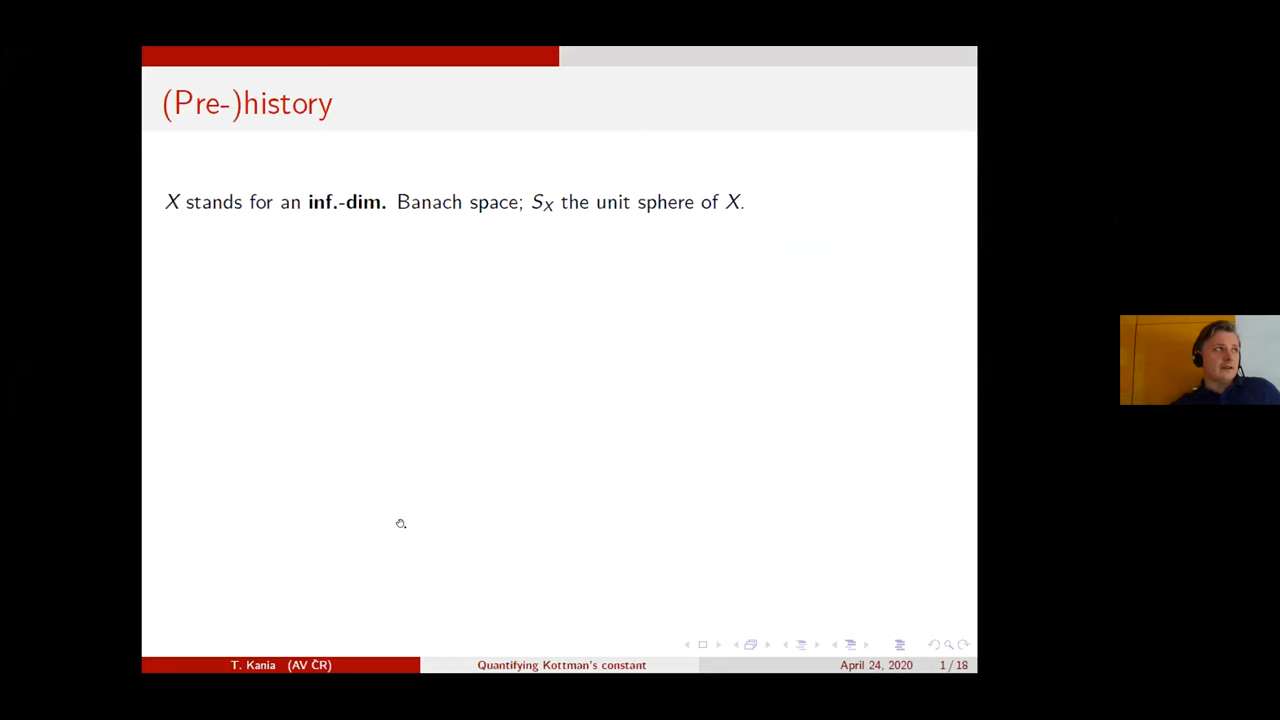 (Pre-)history
X stands for an inf.-dim. Banach space; S_X the unit sphere of X.
T. Kania (AV ČR) Quantifying Kottman's constant April 24, 2020 1 / 18